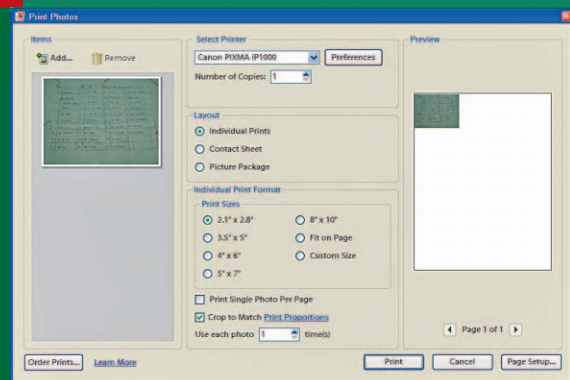 Print Photos
Items
Add...
Remove
Select Printer
Canon PIXMA iP1000
Preferences
Number of Copies: 1
Layout
Individual Prints
Contact Sheet
Picture Package
Individual Print Format
Print Sizes
2.1" x 2.8"
8" x 10"
3.5" x 5"
Fit on Page
4" x 6"
Custom Size
5" x 7"
Print Single Photo Per Page
Crop to Match Print Proportions
Use each photo 1 time(s)
Preview
Page 1 of 1
Order Prints...
Learn More
Print
Cancel
Page Setup...